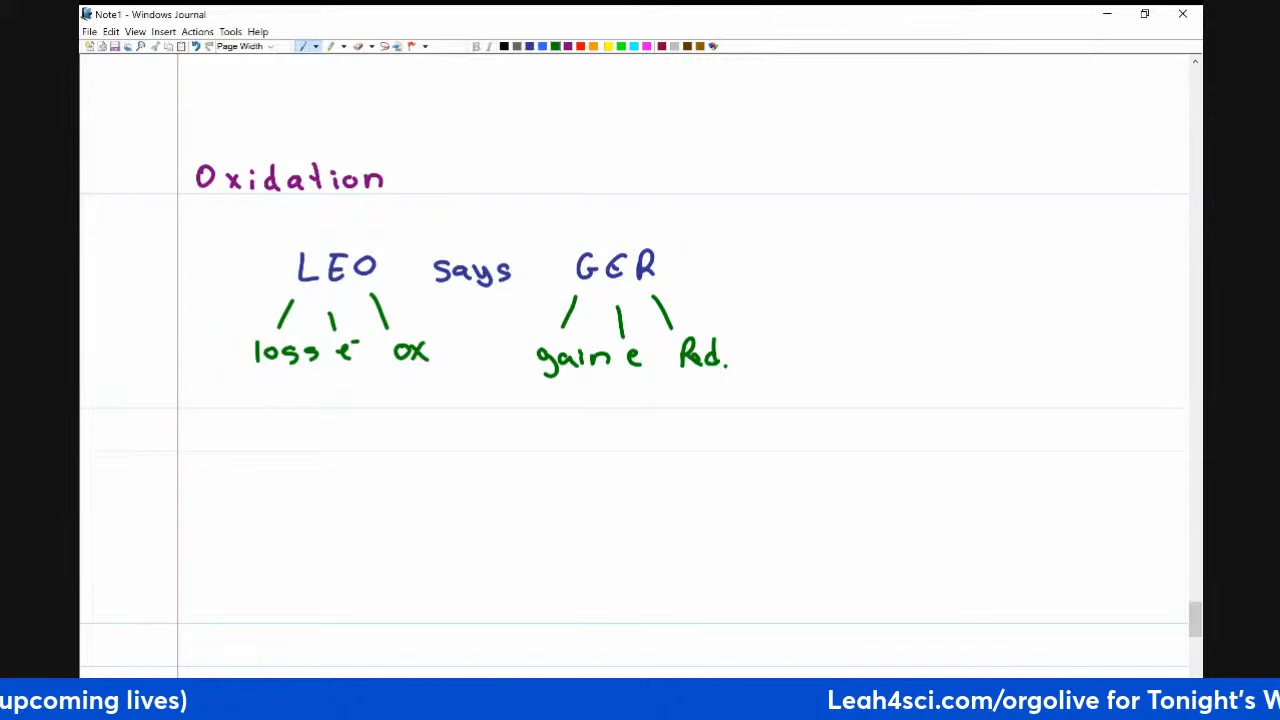 Note1 - Windows Journal
File Edit View Insert Actions Tools Help
Page Width
B I
Oxidation
LEO says GER
loss e⁻ ox gain e Red.
upcoming lives) Leah4sci.com/orgolive for Tonight's W